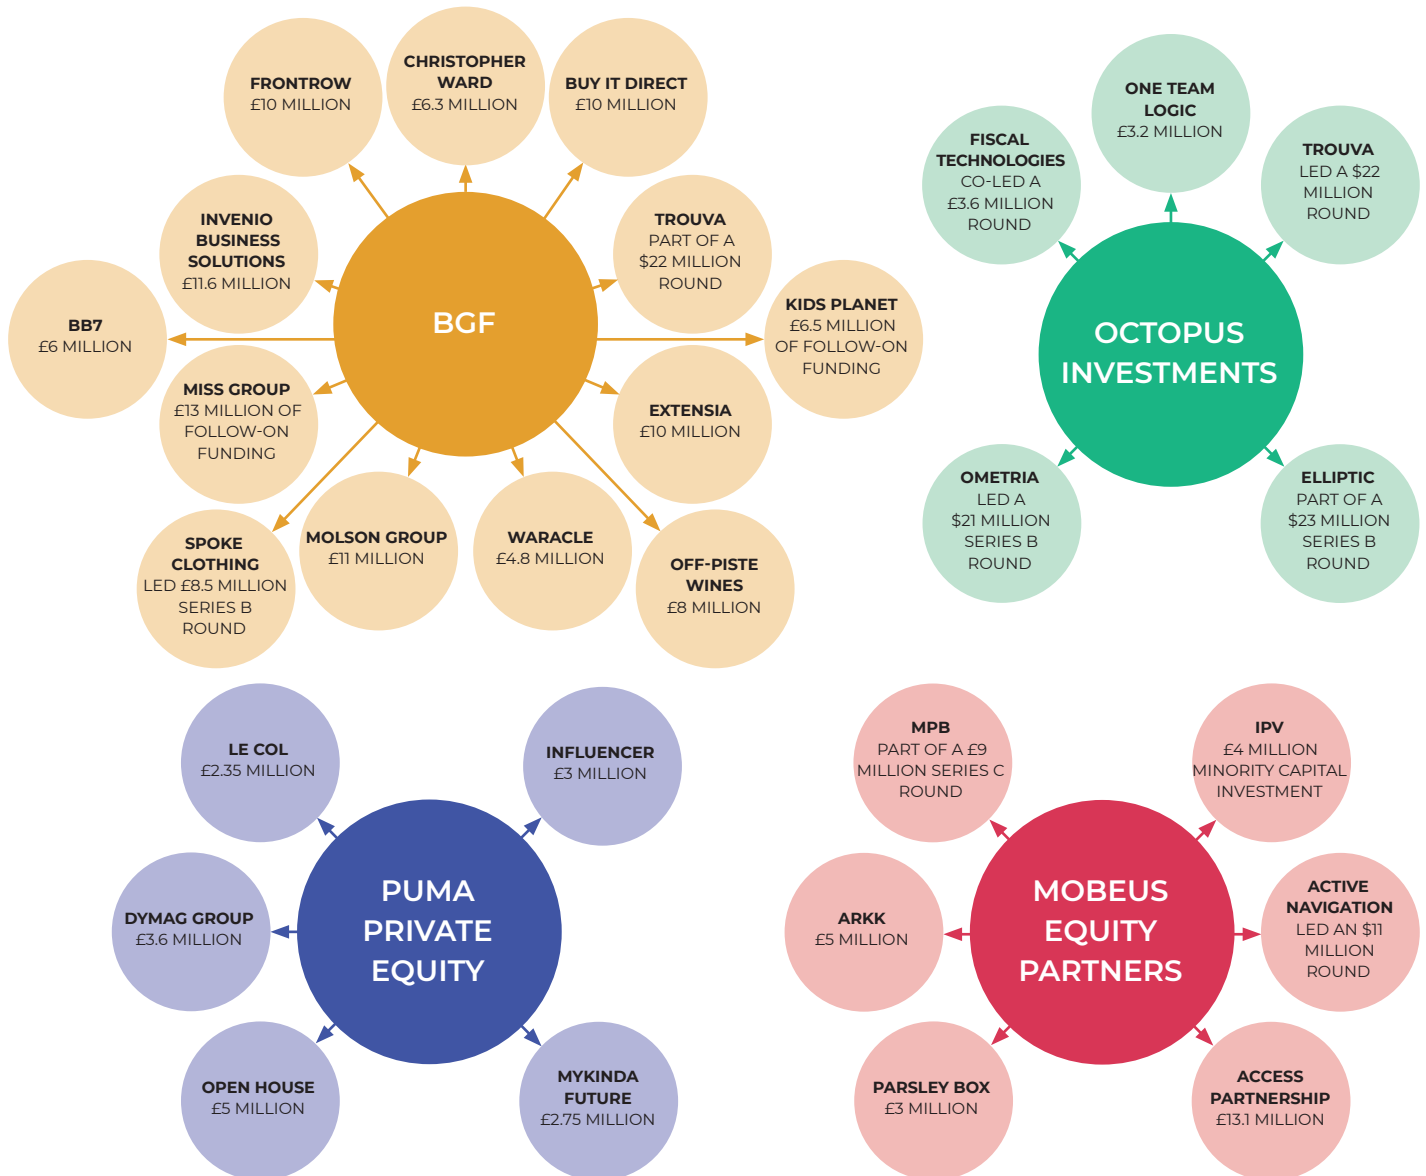 FRONTROW
£10 MILLION
CHRISTOPHER
WARD
£6.3 MILLION
BUY IT DIRECT
£10 MILLION
INVENIO
BUSINESS
SOLUTIONS
£11.6 MILLION
TROUVA
PART OF A
$22 MILLION
ROUND
BB7
£6 MILLION
BGF
KIDS PLANET
£6.5 MILLION
OF FOLLOW-ON
FUNDING
MISS GROUP
£13 MILLION OF
FOLLOW-ON
FUNDING
EXTENSIA
£10 MILLION
SPOKE
CLOTHING
LED £8.5 MILLION
SERIES B
ROUND
MOLSON GROUP
£11 MILLION
WARACLE
£4.8 MILLION
OFF-PISTE
WINES
£8 MILLION
ONE TEAM
LOGIC
£3.2 MILLION
FISCAL
TECHNOLOGIES
CO-LED A
£3.6 MILLION
ROUND
TROUVA
LED A $22
MILLION
ROUND
OCTOPUS
INVESTMENTS
OMETRIA
LED A
$21 MILLION
SERIES B
ROUND
ELLIPTIC
PART OF A
$23 MILLION
SERIES B
ROUND
LE COL
£2.35 MILLION
INFLUENCER
£3 MILLION
DYMAG GROUP
£3.6 MILLION
PUMA
PRIVATE
EQUITY
OPEN HOUSE
£5 MILLION
MYKINDA
FUTURE
£2.75 MILLION
MPB
PART OF A £9
MILLION SERIES C
ROUND
IPV
£4 MILLION
MINORITY CAPITAL
INVESTMENT
ARKK
£5 MILLION
MOBEUS
EQUITY
PARTNERS
ACTIVE
NAVIGATION
LED AN $11
MILLION
ROUND
PARSLEY BOX
£3 MILLION
ACCESS
PARTNERSHIP
£13.1 MILLION